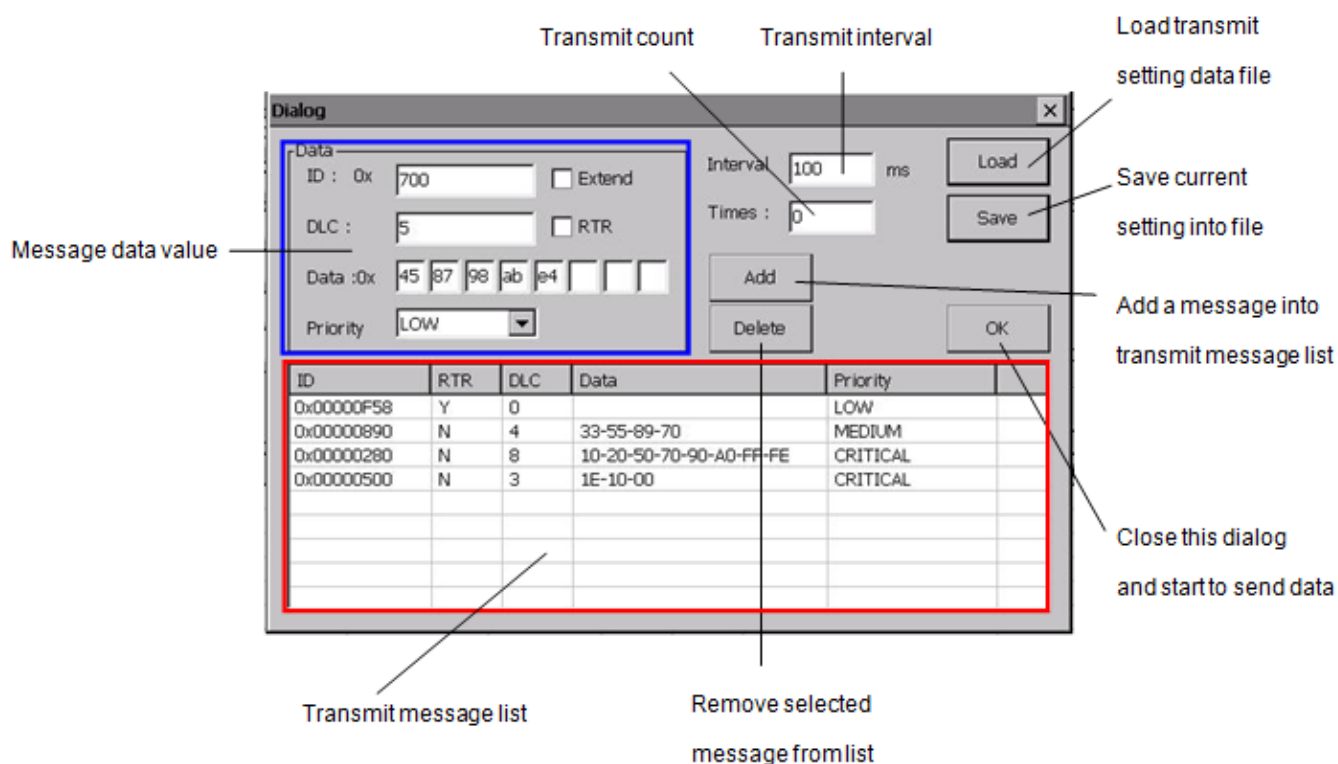 Transmit count
Transmit interval
Load transmit
setting data file
Dialog
Data
ID : 0x 700 Extend
Interval 100 ms
Load
DLC : 5 RTR
Times : 0
Save
Save current
setting into file
Message data value
Data :0x 45 87 98 ab e4
Add
Add a message into
transmit message list
Priority LOW
Delete
OK
ID RTR DLC Data Priority
0x00000F58 Y 0 LOW
0x00000890 N 4 33-55-89-70 MEDIUM
0x00000280 N 8 10-20-50-70-90-A0-FF-FE CRITICAL
0x00000500 N 3 1E-10-00 CRITICAL
Close this dialog
and start to send data
Transmit message list
Remove selected
message from list